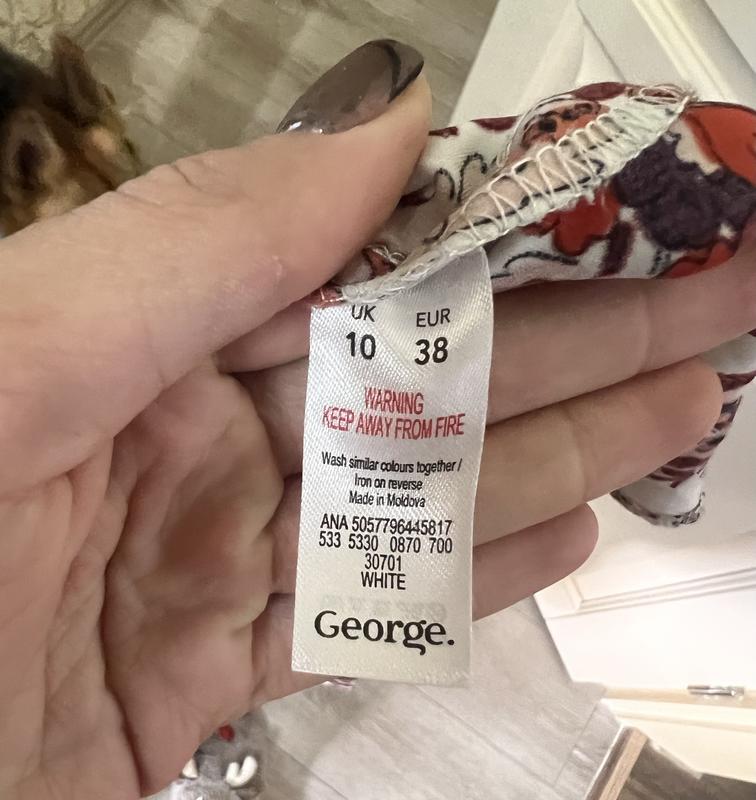 UK EUR
10 38
WARNING
KEEP AWAY FROM FIRE
Wash similar colours together /
Iron on reverse
Made in Moldova
ANA 5057796445817
533 5330 0870 700
30701
WHITE
George.